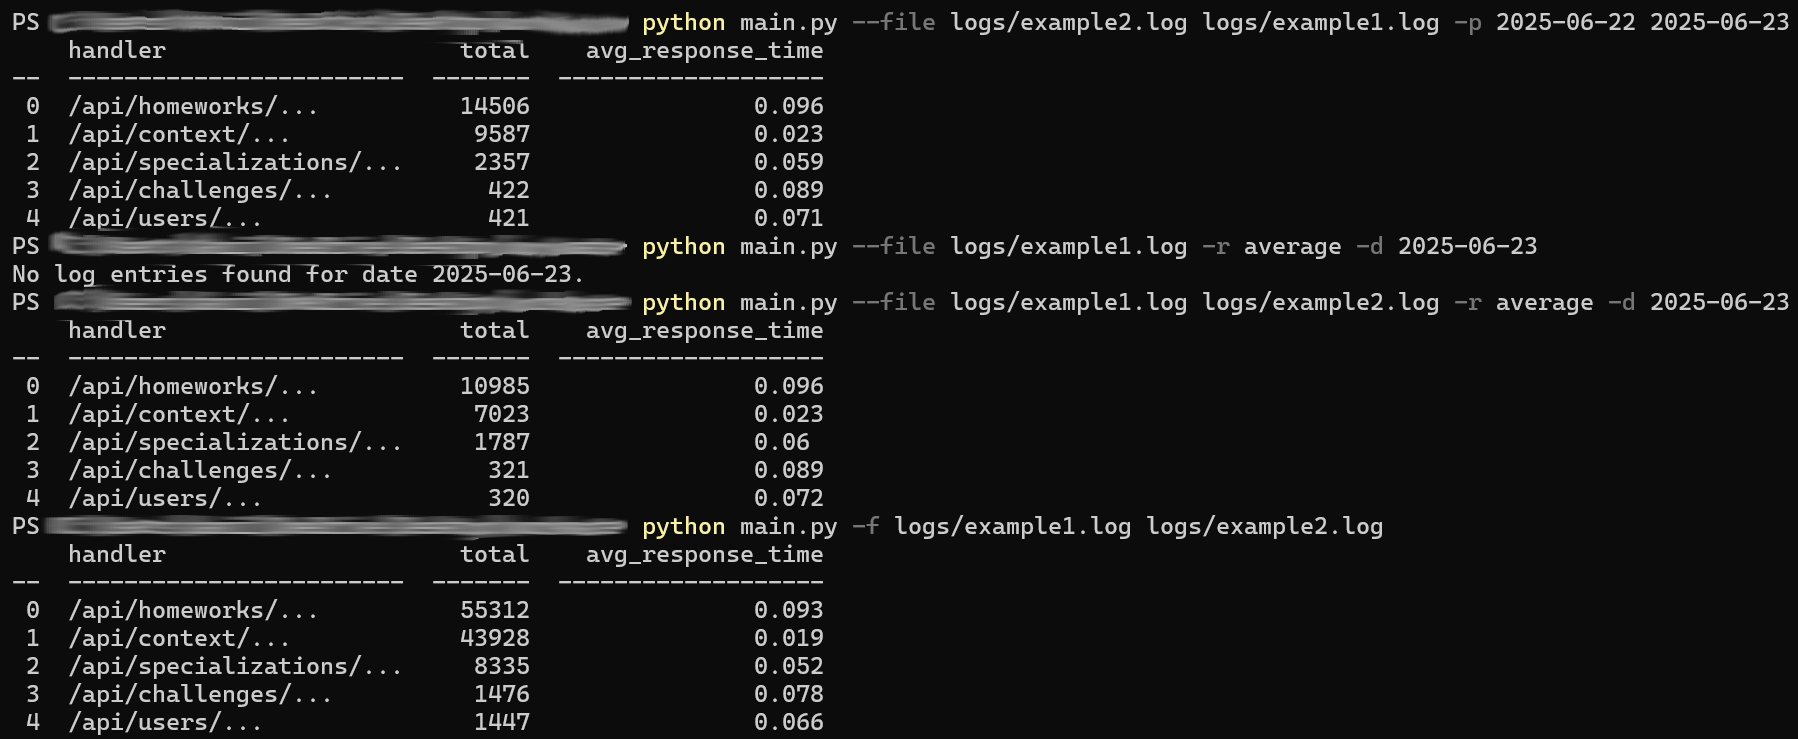 PS python main.py --file logs/example2.log logs/example1.log -p 2025-06-22 2025-06-23
handler total avg_response_time
-- ------------------------ ------- -------------------
0 /api/homeworks/... 14506 0.096
1 /api/context/... 9587 0.023
2 /api/specializations/... 2357 0.059
3 /api/challenges/... 422 0.089
4 /api/users/... 421 0.071
PS python main.py --file logs/example1.log -r average -d 2025-06-23
No log entries found for date 2025-06-23.
PS python main.py --file logs/example1.log logs/example2.log -r average -d 2025-06-23
handler total avg_response_time
-- ------------------------ ------- -------------------
0 /api/homeworks/... 10985 0.096
1 /api/context/... 7023 0.023
2 /api/specializations/... 1787 0.06
3 /api/challenges/... 321 0.089
4 /api/users/... 320 0.072
PS python main.py -f logs/example1.log logs/example2.log
handler total avg_response_time
-- ------------------------ ------- -------------------
0 /api/homeworks/... 55312 0.093
1 /api/context/... 43928 0.019
2 /api/specializations/... 8335 0.052
3 /api/challenges/... 1476 0.078
4 /api/users/... 1447 0.066